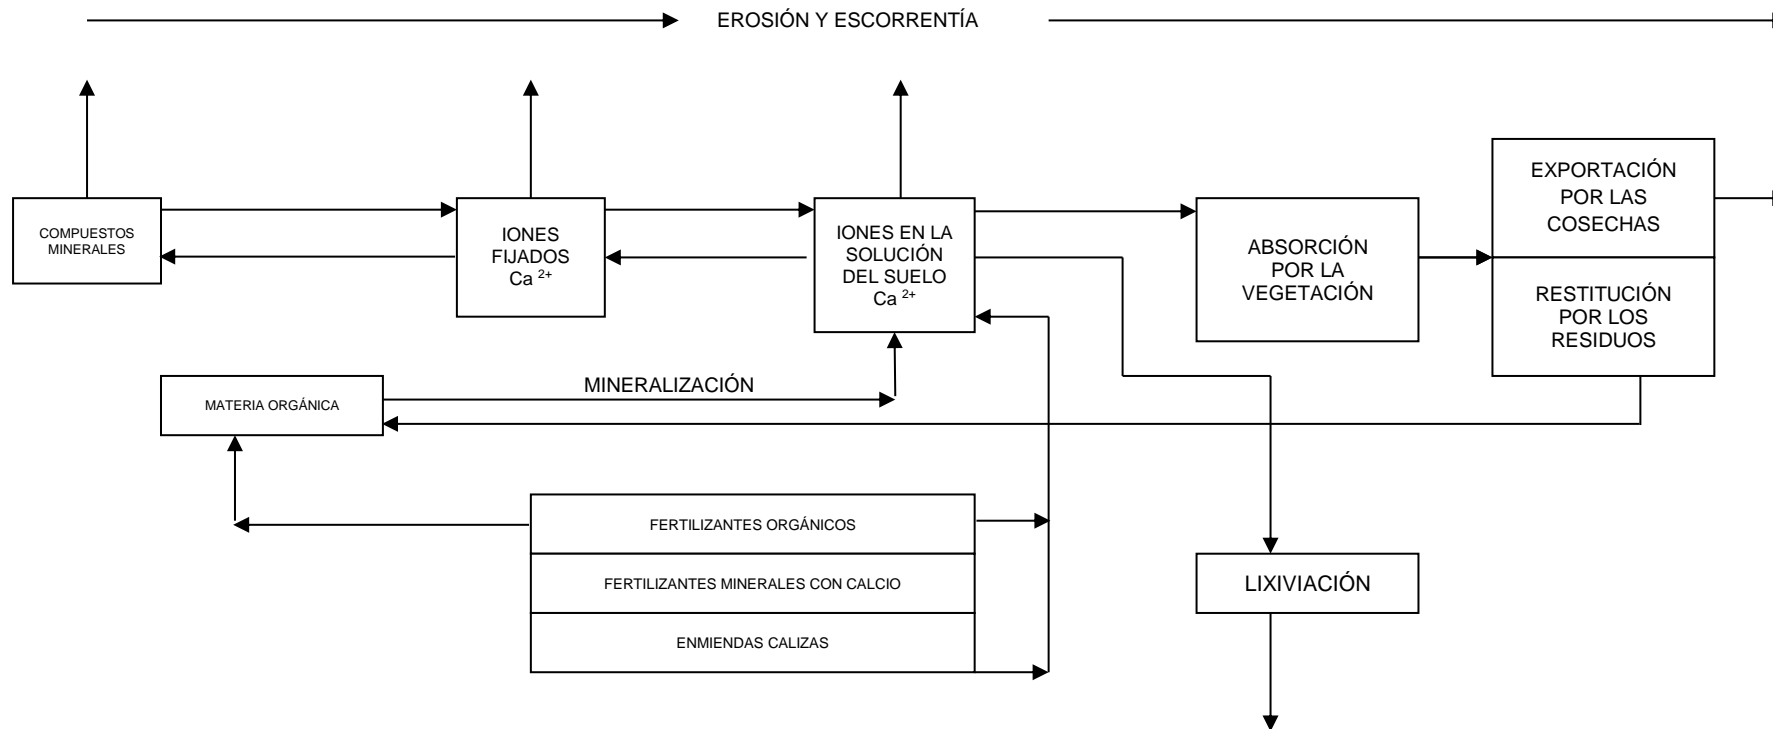 EROSIÓN Y ESCORRENTÍA
COMPUESTOS
MINERALES
IONES
FIJADOS
Ca 2+
IONES EN LA
SOLUCIÓN
DEL SUELO
Ca 2+
ABSORCIÓN
POR LA
VEGETACIÓN
EXPORTACIÓN
POR LAS
COSECHAS
RESTITUCIÓN
POR LOS
RESIDUOS
MATERIA ORGÁNICA
MINERALIZACIÓN
FERTILIZANTES ORGÁNICOS
FERTILIZANTES MINERALES CON CALCIO
ENMIENDAS CALIZAS
LIXIVIACIÓN